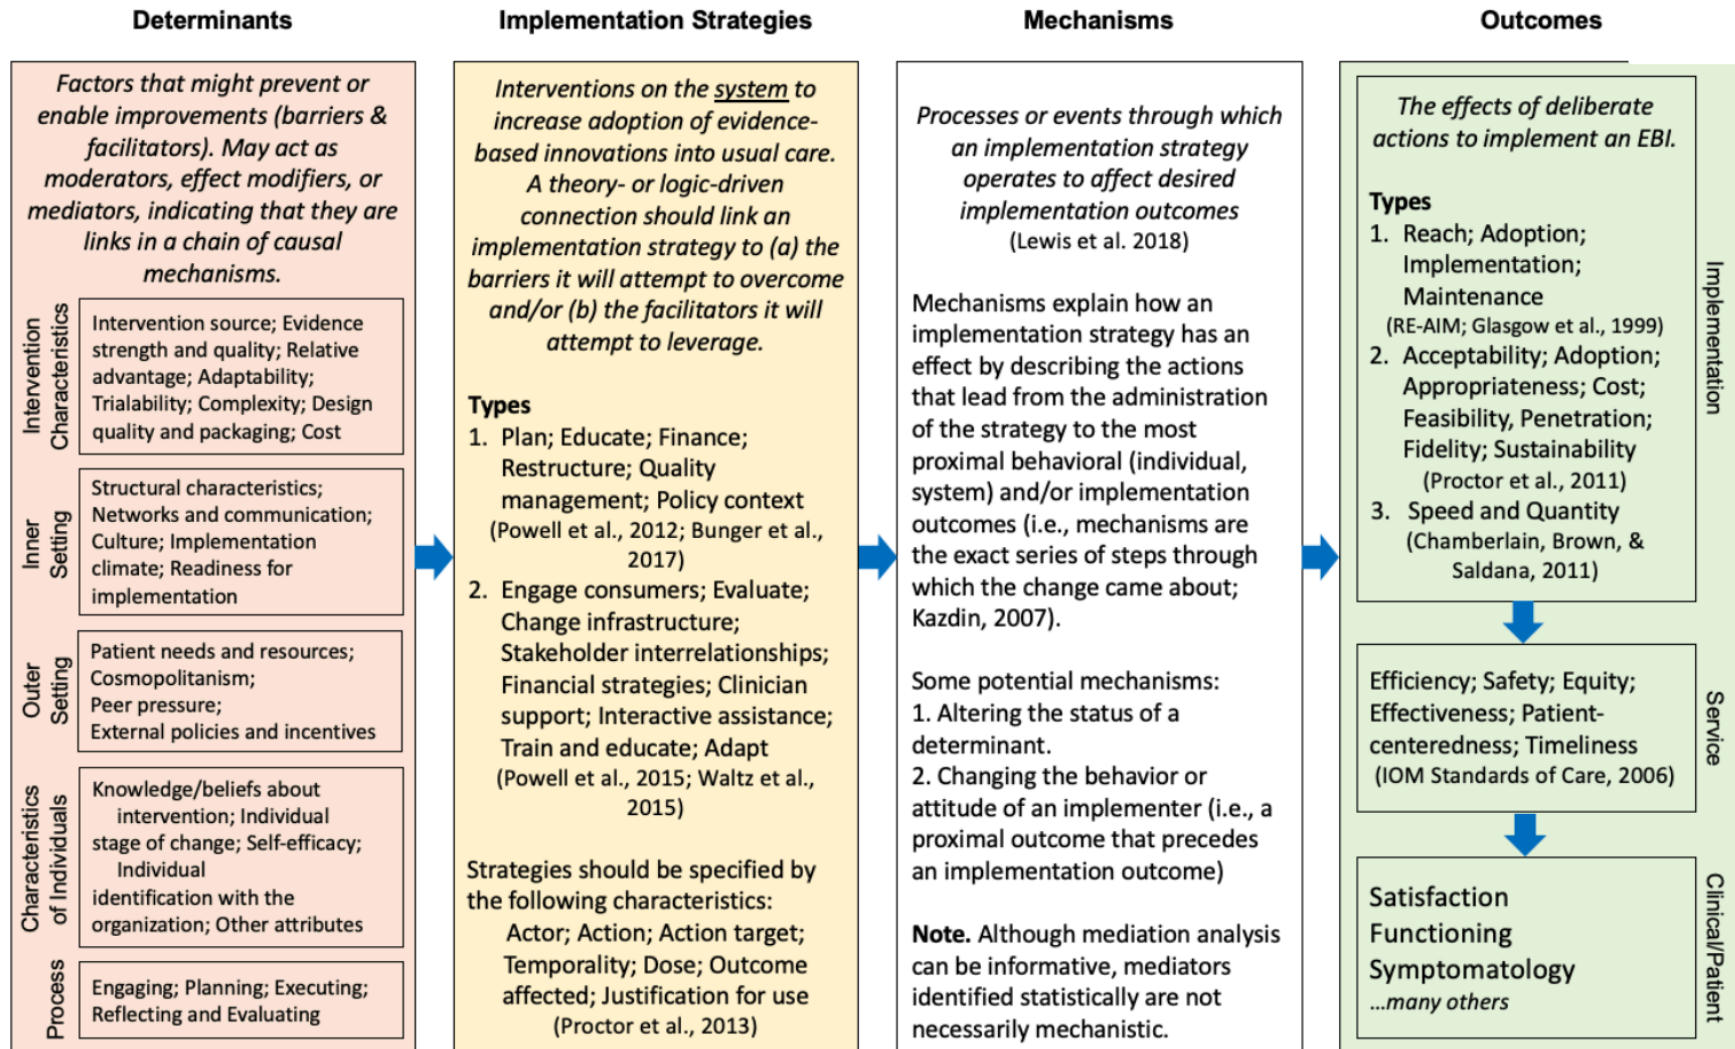 Determinants
Factors that might prevent or
enable improvements (barriers &
facilitators). May act as
moderators, effect modifiers, or
mediators, indicating that they are
links in a chain of causal
mechanisms.
Intervention
Characteristics
Intervention source; Evidence
strength and quality; Relative
advantage; Adaptability;
Trialability; Complexity; Design
quality and packaging; Cost
Inner
Setting
Structural characteristics;
Networks and communication;
Culture; Implementation
climate; Readiness for
implementation
Outer
Setting
Patient needs and resources;
Cosmopolitanism;
Peer pressure;
External policies and incentives
Characteristics
of Individuals
Knowledge/beliefs about
intervention; Individual
stage of change; Self-efficacy;
Individual
identification with the
organization; Other attributes
Process
Engaging; Planning; Executing;
Reflecting and Evaluating
Implementation Strategies
Interventions on the system to
increase adoption of evidence-
based innovations into usual care.
A theory- or logic-driven
connection should link an
implementation strategy to (a) the
barriers it will attempt to overcome
and/or (b) the facilitators it will
attempt to leverage.
Types
1. Plan; Educate; Finance;
Restructure; Quality
management; Policy context
(Powell et al., 2012; Bunger et al.,
2017)
2. Engage consumers; Evaluate;
Change infrastructure;
Stakeholder interrelationships;
Financial strategies; Clinician
support; Interactive assistance;
Train and educate; Adapt
(Powell et al., 2015; Waltz et al.,
2015)
Strategies should be specified by
the following characteristics:
Actor; Action; Action target;
Temporality; Dose; Outcome
affected; Justification for use
(Proctor et al., 2013)
Mechanisms
Processes or events through which
an implementation strategy
operates to affect desired
implementation outcomes
(Lewis et al. 2018)
Mechanisms explain how an
implementation strategy has an
effect by describing the actions
that lead from the administration
of the strategy to the most
proximal behavioral (individual,
system) and/or implementation
outcomes (i.e., mechanisms are
the exact series of steps through
which the change came about;
Kazdin, 2007).
Some potential mechanisms:
1. Altering the status of a
determinant.
2. Changing the behavior or
attitude of an implementer (i.e., a
proximal outcome that precedes
an implementation outcome)
Note. Although mediation analysis
can be informative, mediators
identified statistically are not
necessarily mechanistic.
Outcomes
The effects of deliberate
actions to implement an EBI.
Types
1. Reach; Adoption;
Implementation;
Maintenance
(RE-AIM; Glasgow et al., 1999)
2. Acceptability; Adoption;
Appropriateness; Cost;
Feasibility, Penetration;
Fidelity; Sustainability
(Proctor et al., 2011)
3. Speed and Quantity
(Chamberlain, Brown, &
Saldana, 2011)
Implementation
Efficiency; Safety; Equity;
Effectiveness; Patient-
centeredness; Timeliness
(IOM Standards of Care, 2006)
Service
Satisfaction
Functioning
Symptomatology
...many others
Clinical/Patient